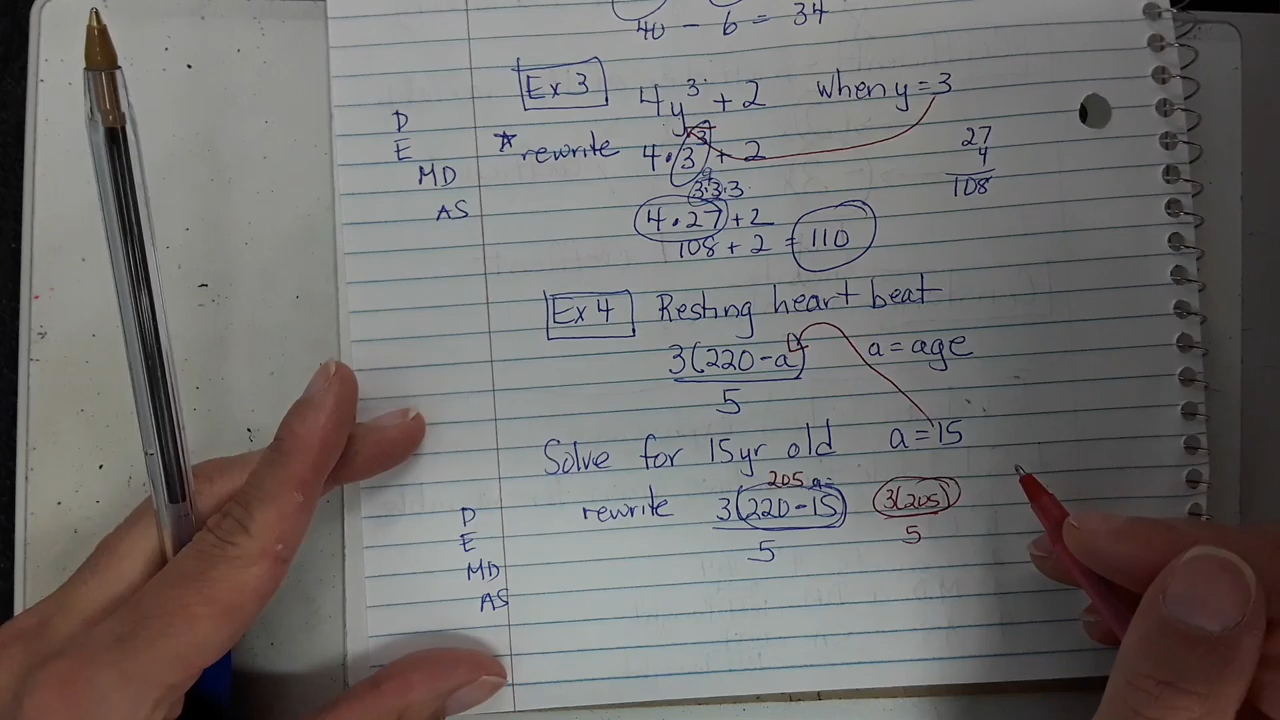 40 - 6 = 34
Ex 3 4y³ + 2 when y = 3
D
E
MD
AS
* rewrite 4 · 3³ + 2
27
4
108
9
3·3·3
4 · 27 + 2
108 + 2 = 110
Ex 4 Resting heart beat
3(220 - a) a = age
5
Solve for 15yr old a = 15
205
rewrite 3(220 - 15) 3(205)
5 5
D
E
MD
AS